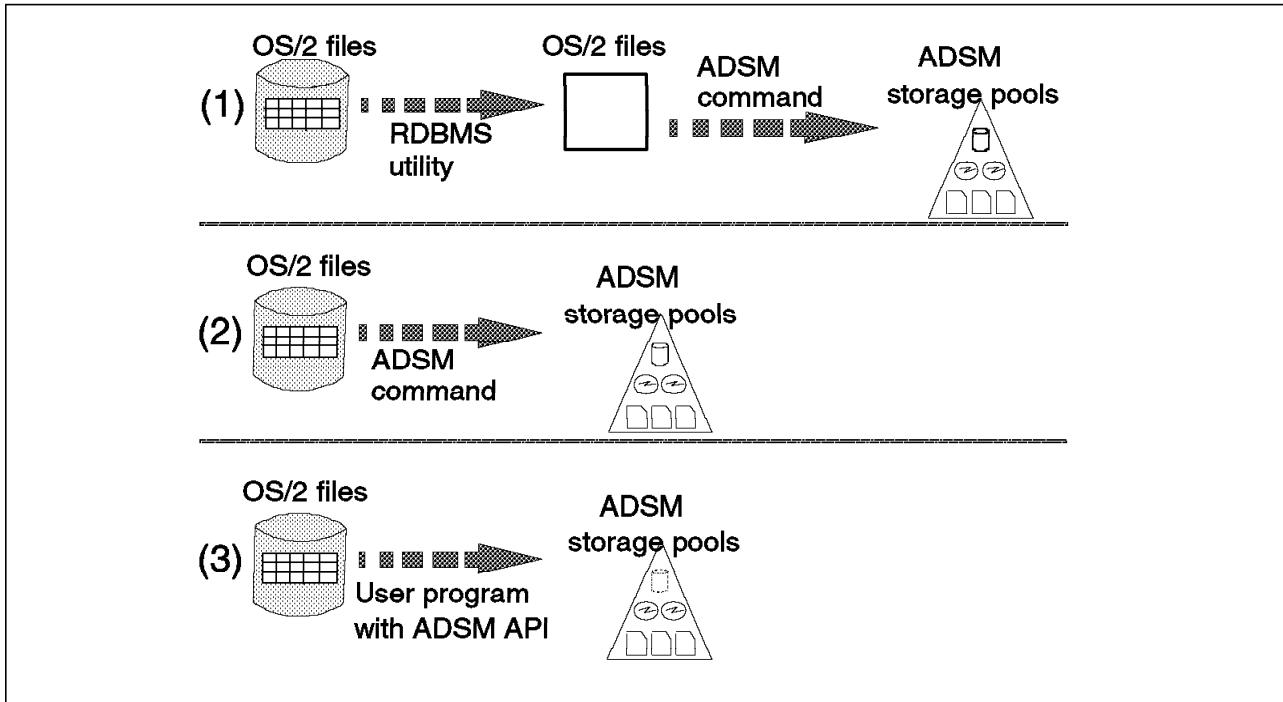 OS/2 files
OS/2 files
ADSM
command
ADSM
storage pools
(1)
RDBMS
utility
OS/2 files
ADSM
storage pools
(2)
ADSM
command
OS/2 files
ADSM
storage pools
(3)
User program
with ADSM API